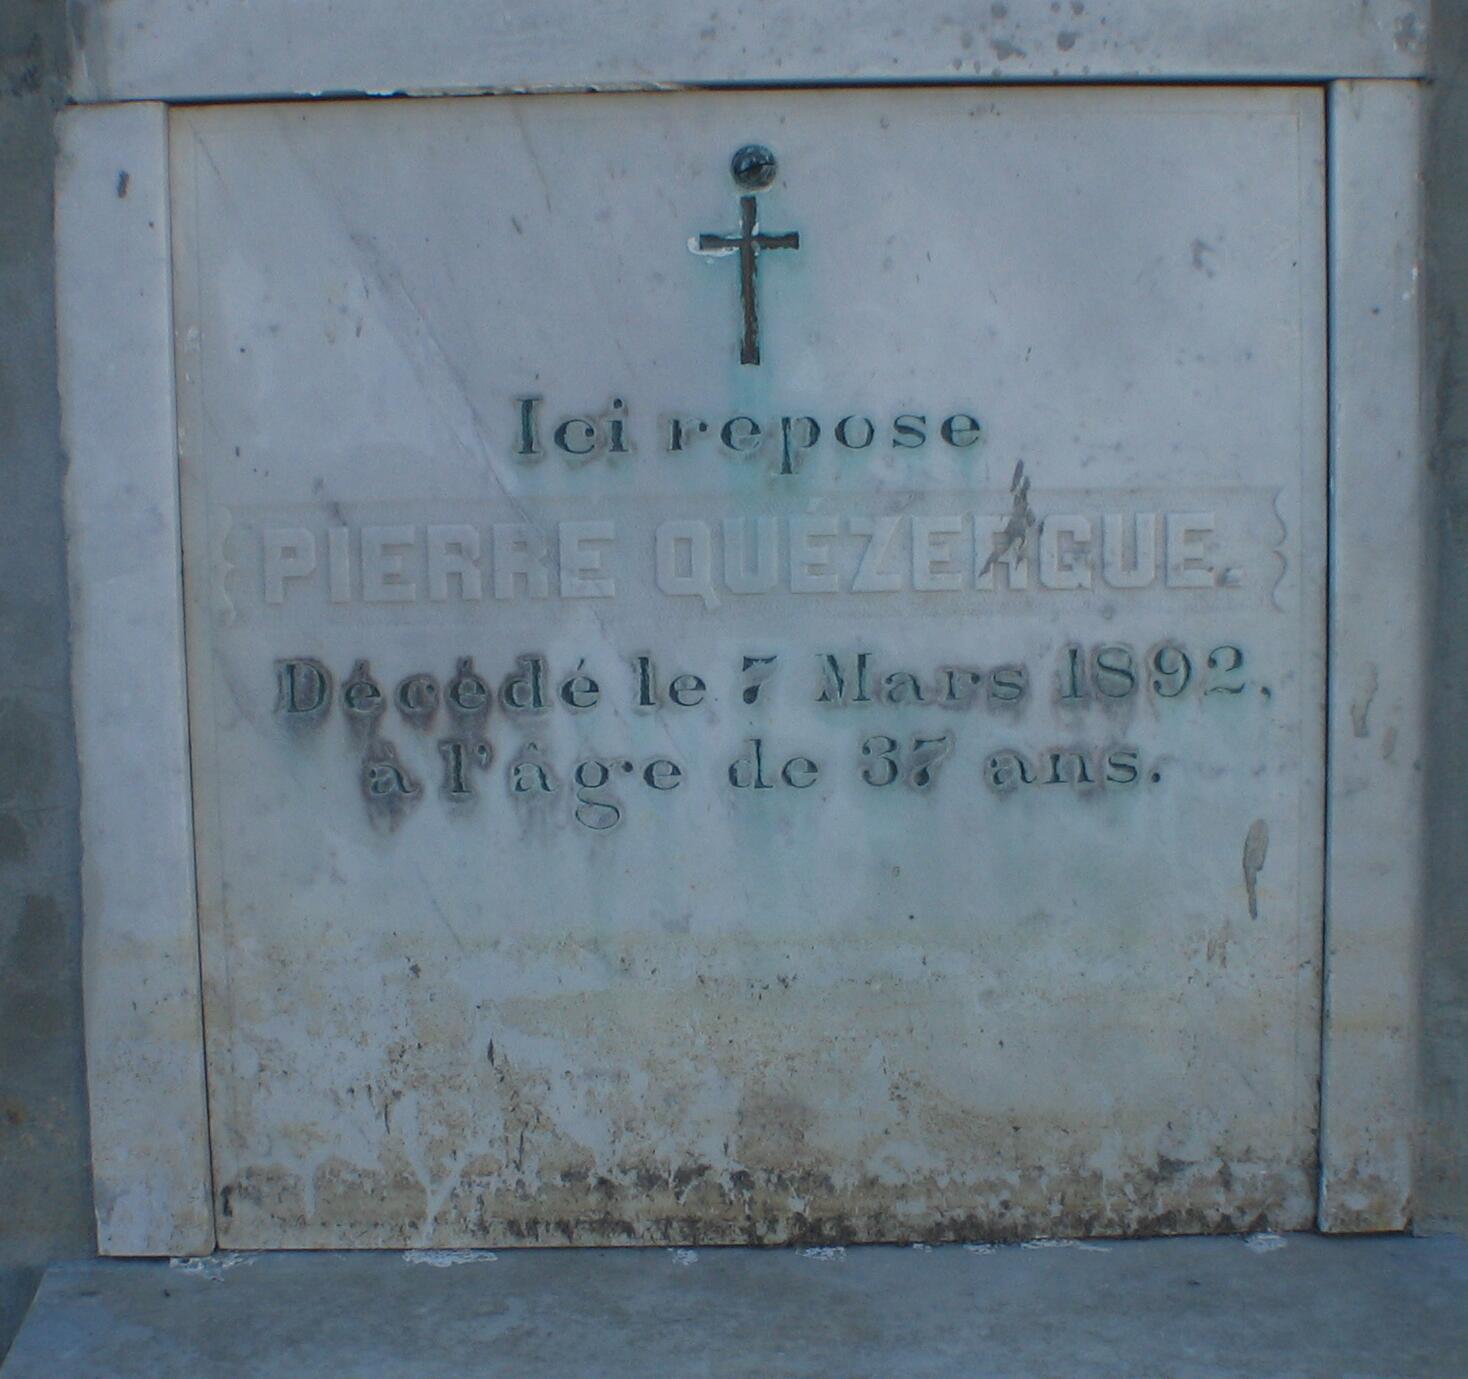 Ici repose
PIERRE QUÉZERGUE.
Décédé le 7 Mars 1892,
à l'âge de 37 ans.